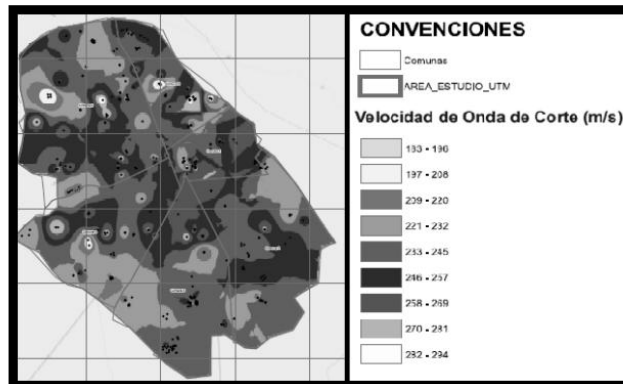 CONVENCIONES
Comunas
AREA_ESTUDIO_UTM
Velocidad de Onda de Corte (m/s)
183 - 196
197 - 208
209 - 220
221 - 232
233 - 245
246 - 257
258 - 269
270 - 281
282 - 294